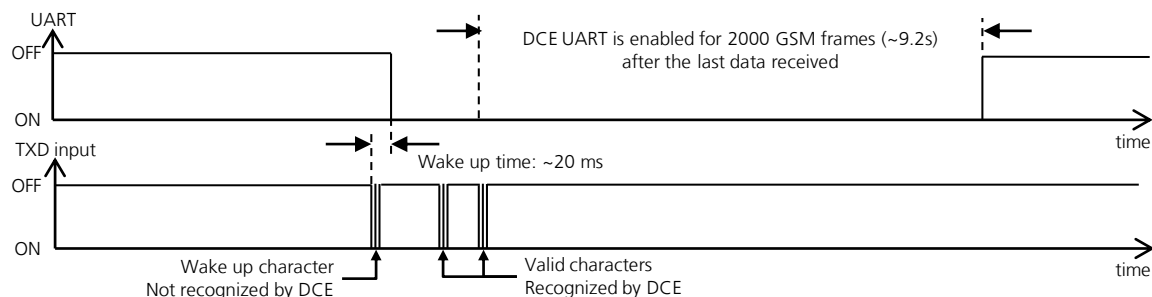 UART
OFF
DCE UART is enabled for 2000 GSM frames (~9.2s)
after the last data received
ON
time
TXD input
Wake up time: ~20 ms
OFF
ON
time
Wake up character
Not recognized by DCE
Valid characters
Recognized by DCE